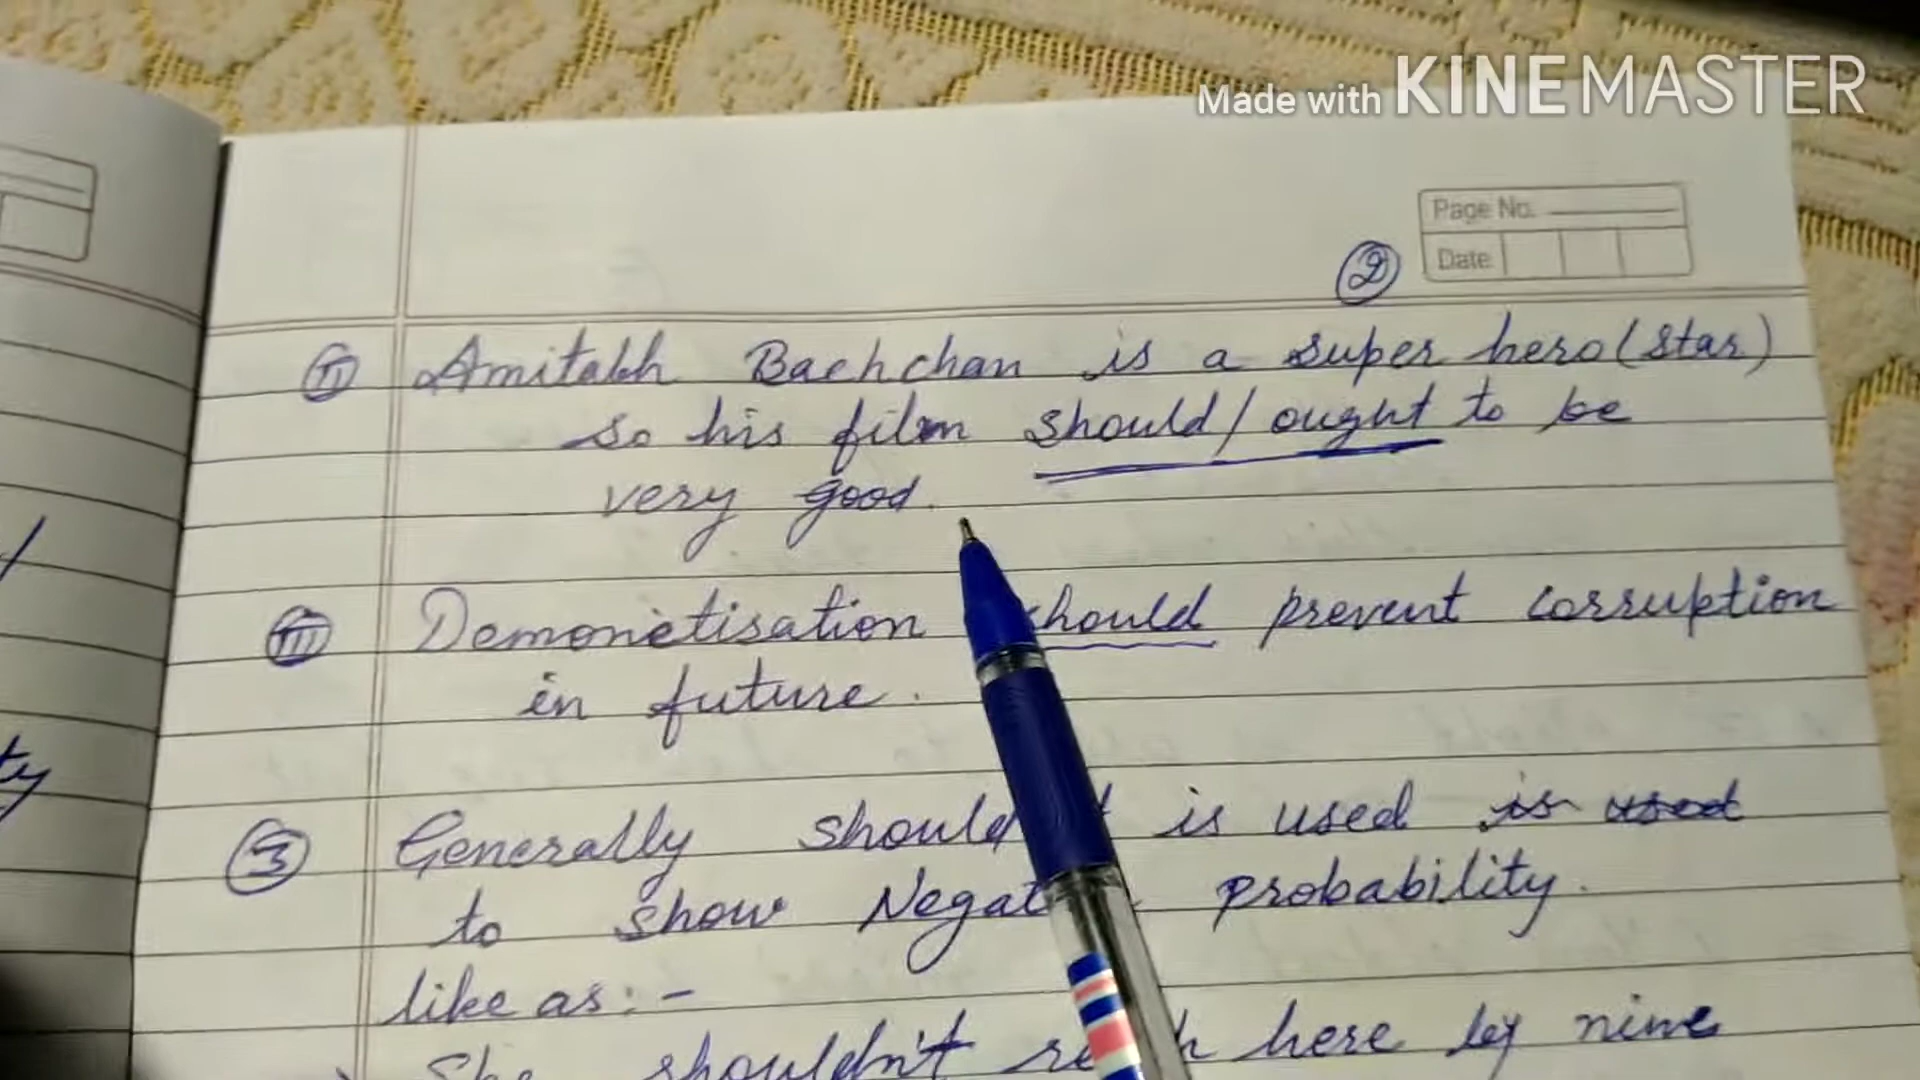 Made with KINEMASTER
Page No.
Date
②
(II) Amitabh Bachchan is a super hero (star)
so his film should / ought to be
very good.
(III) Demonetisation should prevent corruption
in future.
③ Generally is used is used
to show probability.
like as :-
She shouldn't here by nine